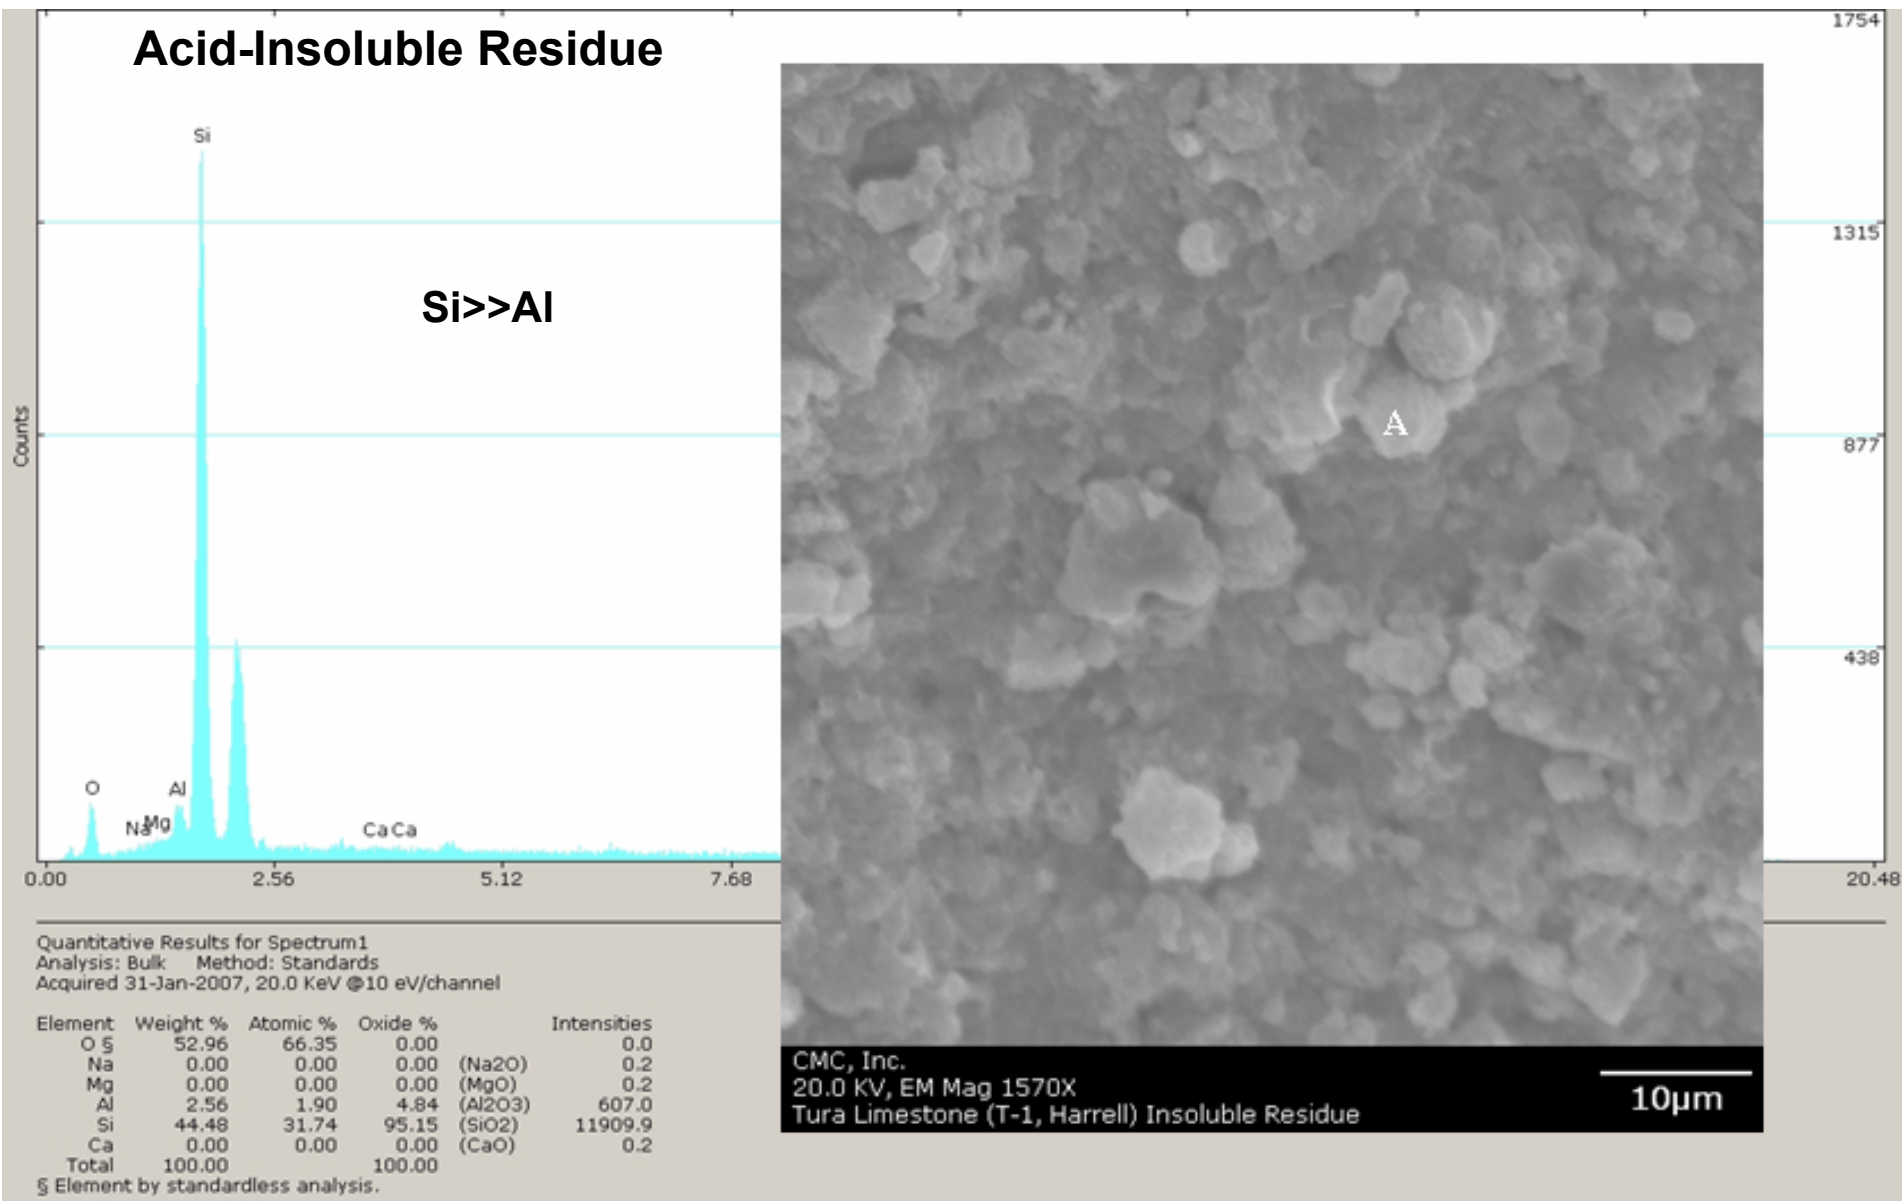 Acid-Insoluble Residue
1754
Si
1315
Si>>Al
A
877
Counts
438
O
Al
Na
Mg
Ca Ca
0.00 2.56 5.12 7.68 20.48
Quantitative Results for Spectrum1
Analysis: Bulk Method: Standards
Acquired 31-Jan-2007, 20.0 KeV @10 eV/channel
Element Weight % Atomic % Oxide % Intensities
O § 52.96 66.35 0.00 0.0
Na 0.00 0.00 0.00 (Na2O) 0.2
Mg 0.00 0.00 0.00 (MgO) 0.2
Al 2.56 1.90 4.84 (Al2O3) 607.0
Si 44.48 31.74 95.15 (SiO2) 11909.9
Ca 0.00 0.00 0.00 (CaO) 0.2
Total 100.00 100.00
§ Element by standardless analysis.
CMC, Inc.
20.0 KV, EM Mag 1570X
Tura Limestone (T-1, Harrell) Insoluble Residue
10µm